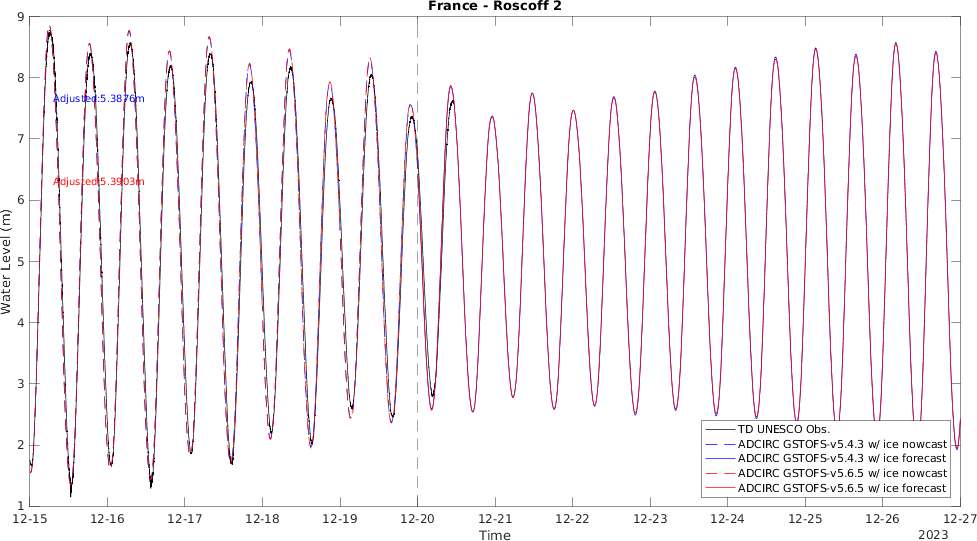 France - Roscoff 2
9
8
7
6
5
4
3
2
1
Water Level (m)
Adjusted:5.3876m
Adjusted:5.3903m
TD UNESCO Obs.
ADCIRC GSTOFS-v5.4.3 w/ ice nowcast
ADCIRC GSTOFS-v5.4.3 w/ ice forecast
ADCIRC GSTOFS-v5.6.5 w/ ice nowcast
ADCIRC GSTOFS-v5.6.5 w/ ice forecast
12-15 12-16 12-17 12-18 12-19 12-20 12-21 12-22 12-23 12-24 12-25 12-26 12-27
Time
2023